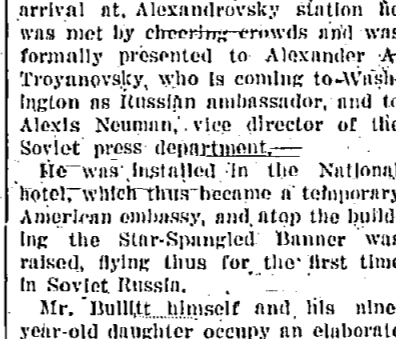 arrival at Alexandrovsky station he
was met by cheering crowds and was
formally presented to Alexander A
Troyanovsky, who is coming to Wash-
ington as Russian ambassador, and to
Alexis Neuman, vice director of the
Soviet press department.
He was installed in the National
hotel, which thus became a temporary
American embassy, and atop the build-
ing the Star-Spangled Banner was
raised, flying thus for the first time
in Soviet Russia.
Mr. Bullitt himself and his nine-
year-old daughter occupy an elaborate